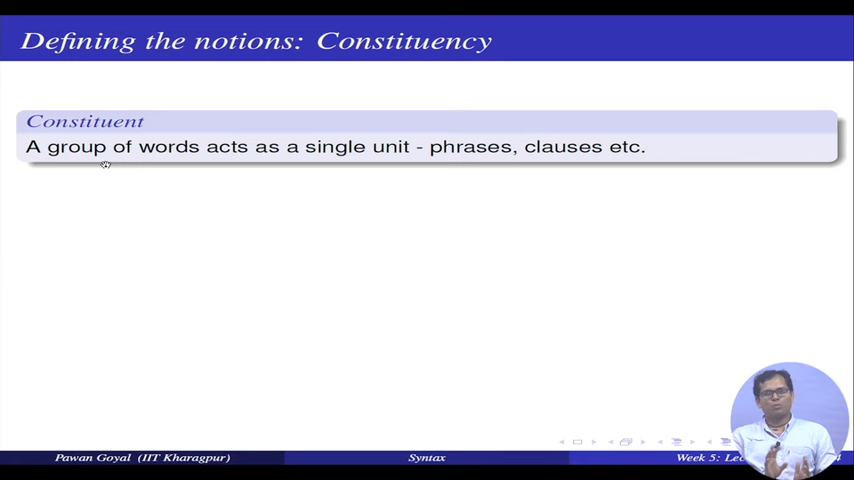 Defining the notions: Constituency
Constituent
A group of words acts as a single unit - phrases, clauses etc.
Pawan Goyal (IIT Kharagpur) Syntax Week 5: 4